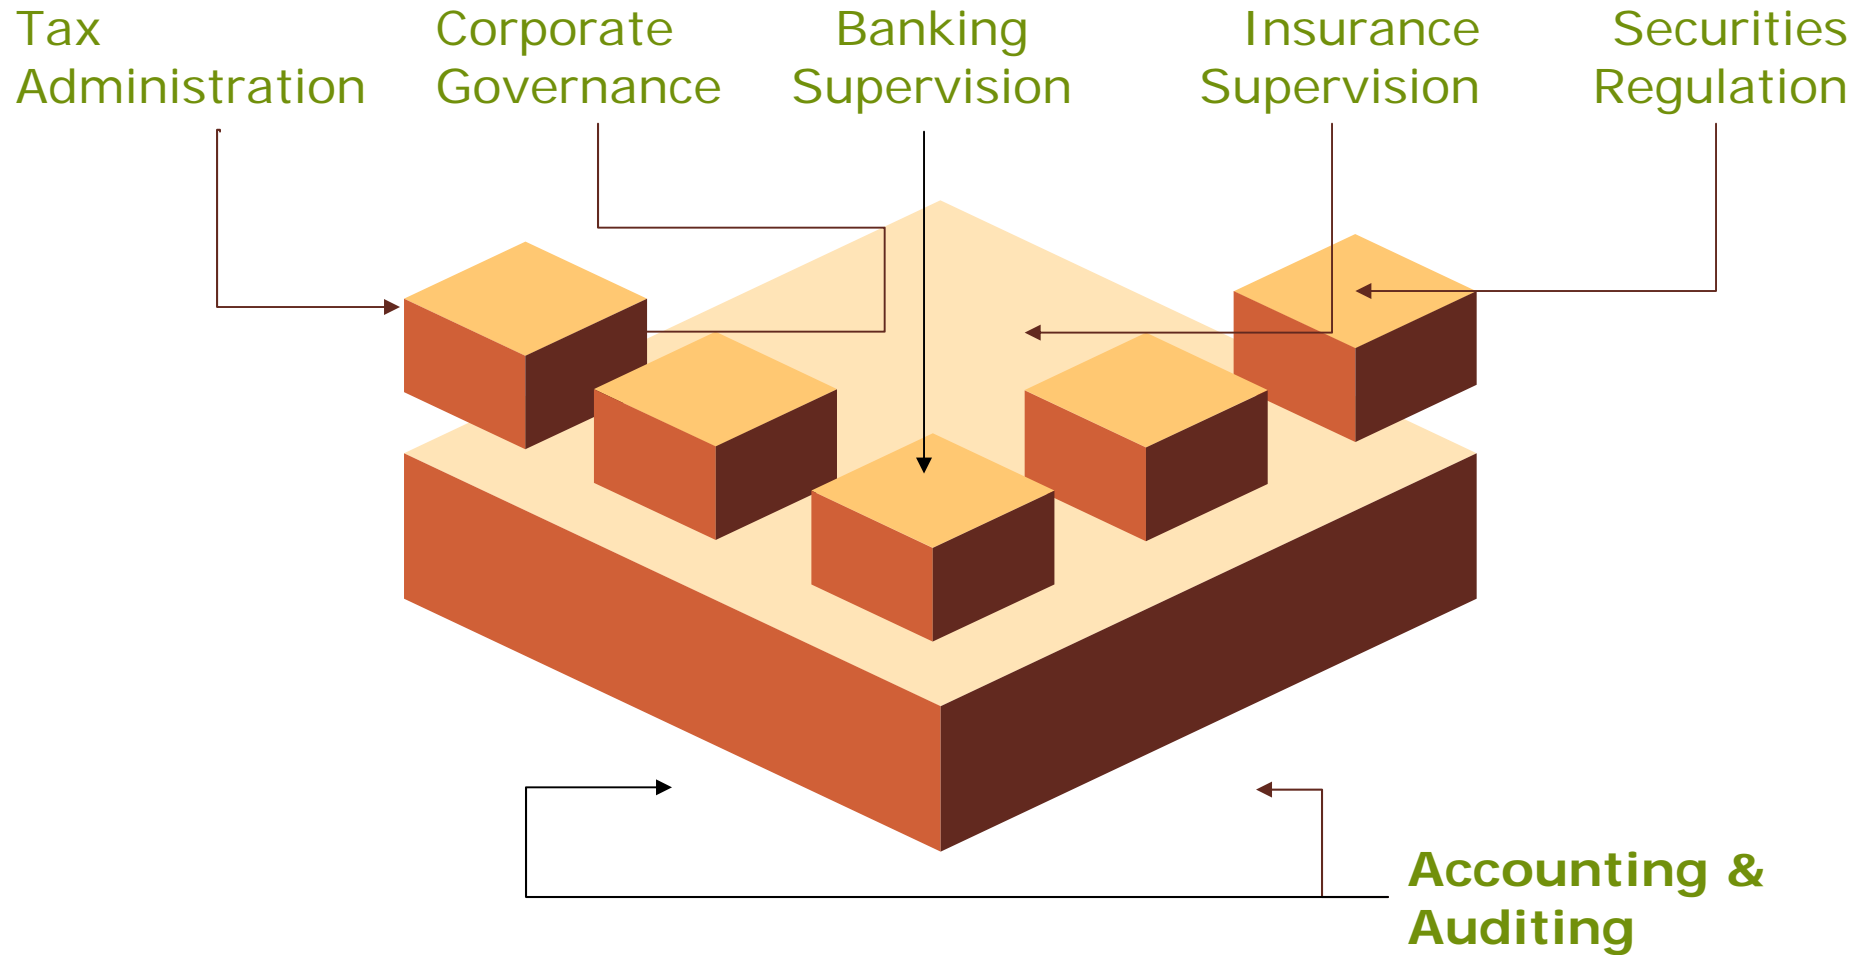 Tax
Administration
Corporate
Governance
Banking
Supervision
Insurance
Supervision
Securities
Regulation
Accounting &
Auditing